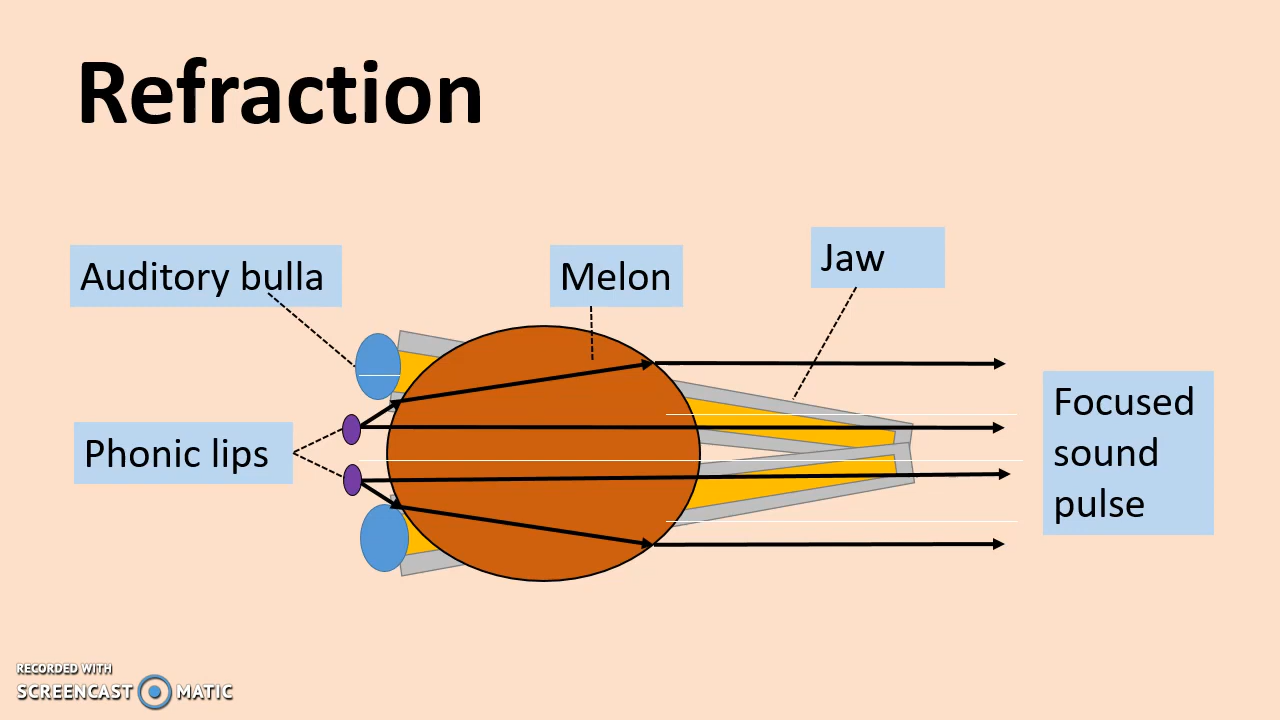 Refraction
Auditory bulla
Melon
Jaw
Phonic lips
Focused
sound
pulse
RECORDED WITH
SCREENCAST MATIC